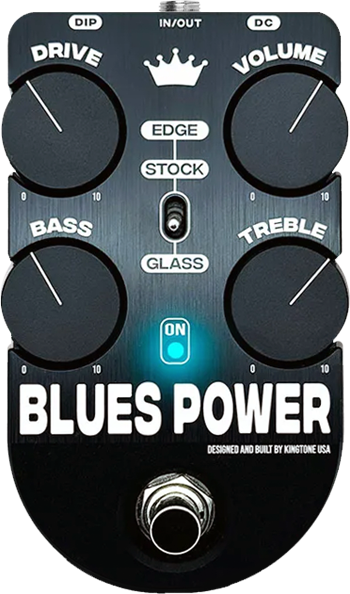 DIP IN/OUT DC
DRIVE VOLUME
EDGE
STOCK
0 10 0 10
BASS TREBLE
GLASS
ON
0 10 0 10
BLUES POWER
DESIGNED AND BUILT BY KINGTONE USA